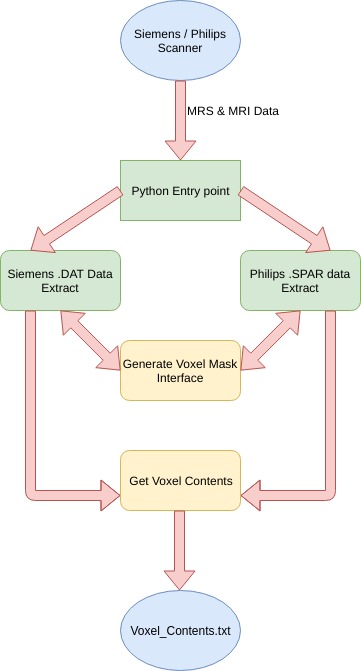 Siemens / Philips
Scanner
MRS & MRI Data
Python Entry point
Siemens .DAT Data
Extract
Philips .SPAR data
Extract
Generate Voxel Mask
Interface
Get Voxel Contents
Voxel_Contents.txt